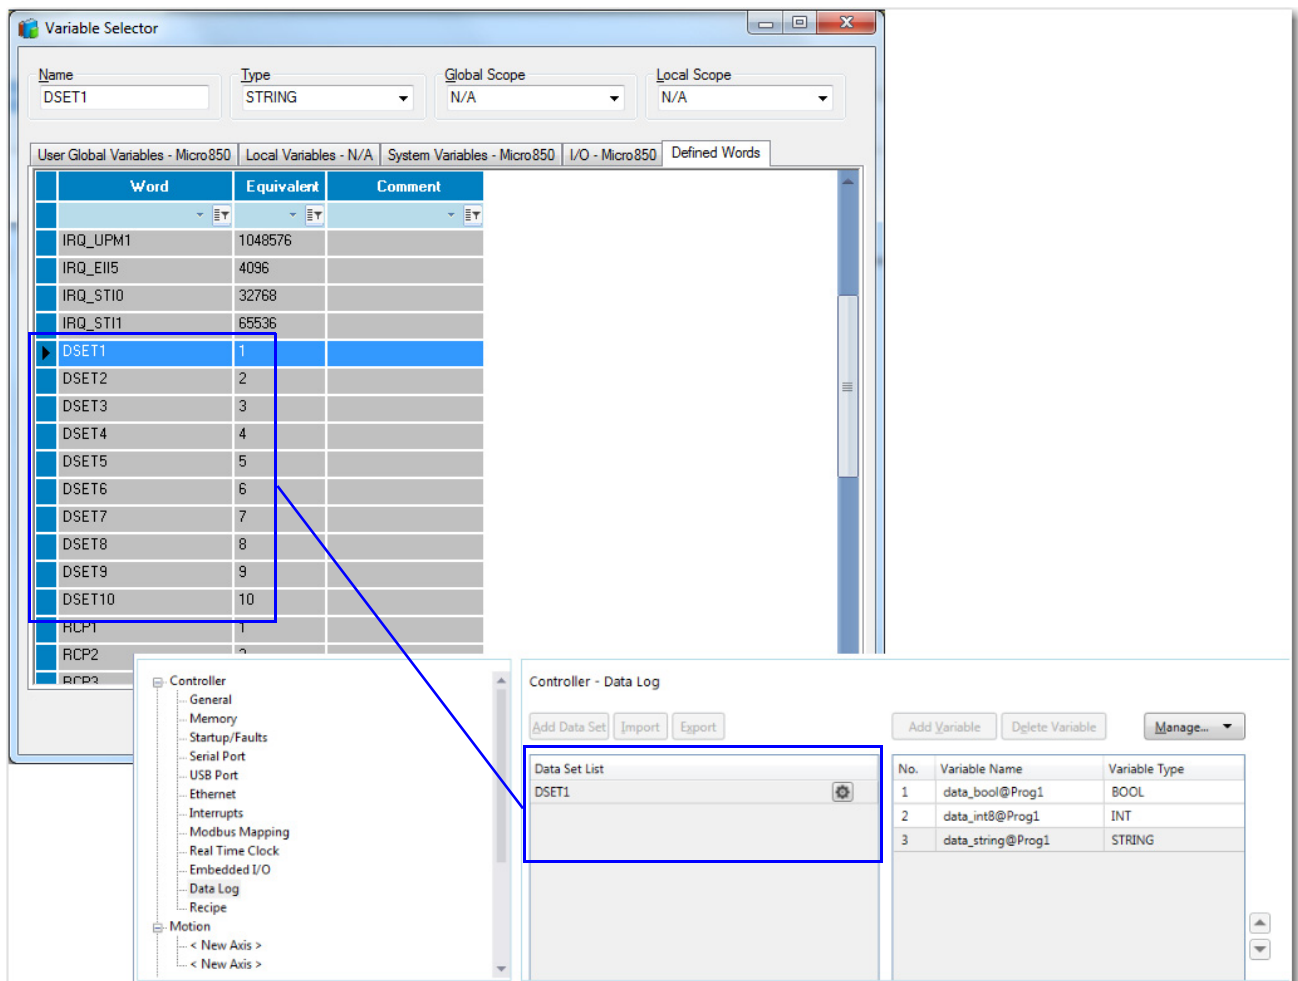 Variable Selector
Name Type Global Scope Local Scope
DSET1 STRING N/A N/A
User Global Variables - Micro850 Local Variables - N/A System Variables - Micro850 I/O - Micro850 Defined Words
Word Equivalent Comment
IRQ_UPM1 1048576
IRQ_EII5 4096
IRQ_STI0 32768
IRQ_STI1 65536
DSET1 1
DSET2 2
DSET3 3
DSET4 4
DSET5 5
DSET6 6
DSET7 7
DSET8 8
DSET9 9
DSET10 10
RCP1 1
RCP2
RCP3
Controller
General
Memory
Startup/Faults
Serial Port
USB Port
Ethernet
Interrupts
Modbus Mapping
Real Time Clock
Embedded I/O
Data Log
Recipe
Motion
< New Axis >
< New Axis >
Controller - Data Log
Add Data Set Import Export Add Variable Delete Variable Manage...
Data Set List
DSET1
No. Variable Name Variable Type
1 data_bool@Prog1 BOOL
2 data_int8@Prog1 INT
3 data_string@Prog1 STRING